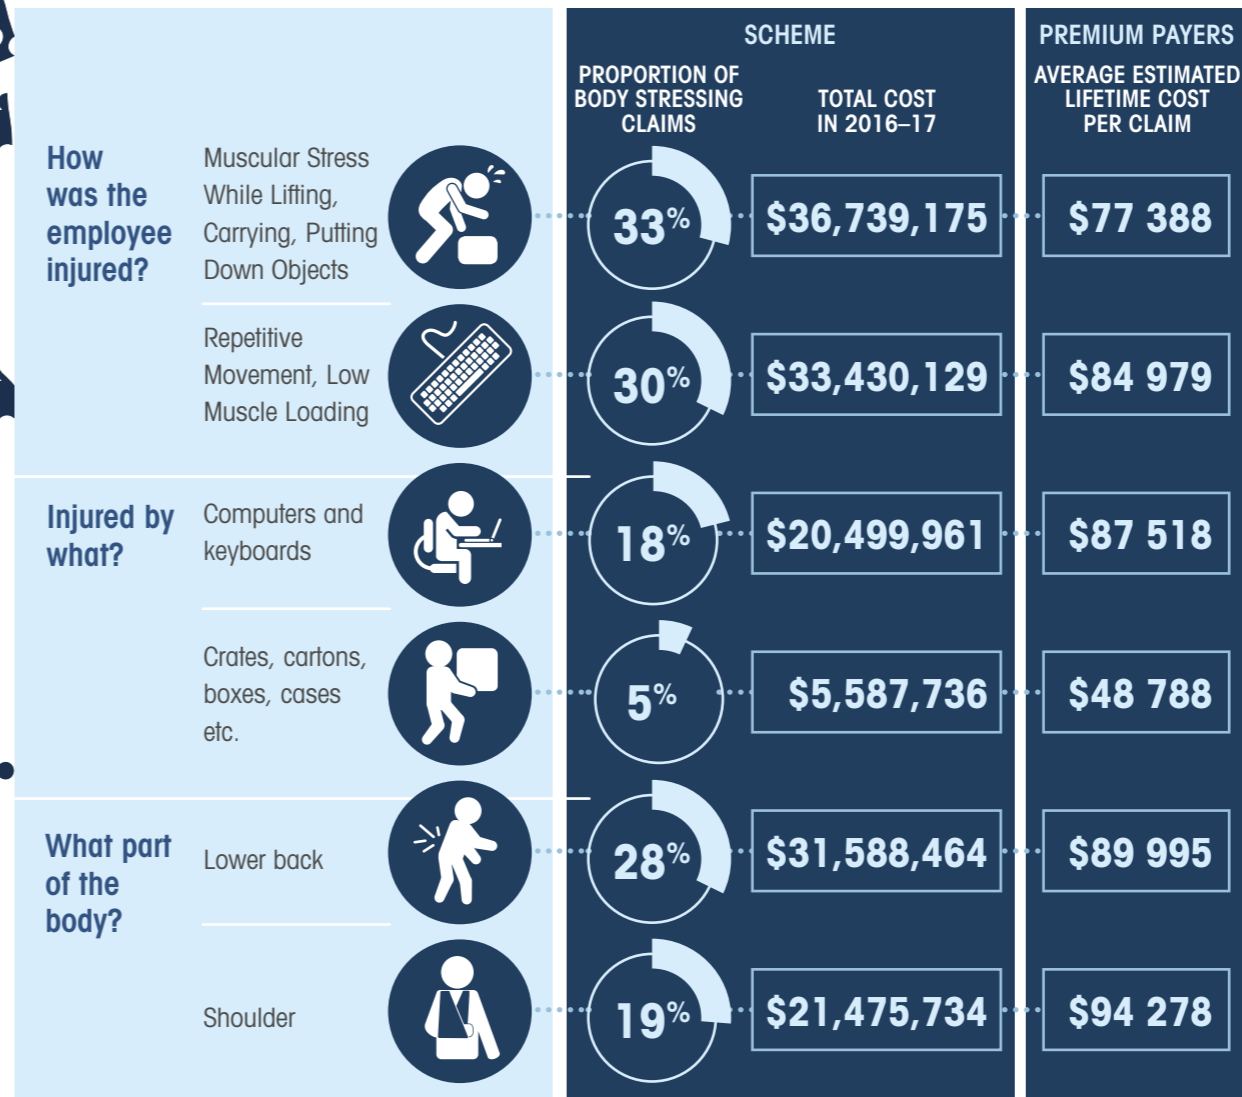 SCHEME
PREMIUM PAYERS
PROPORTION OF
BODY STRESSING
CLAIMS
TOTAL COST
IN 2016–17
AVERAGE ESTIMATED
LIFETIME COST
PER CLAIM
How
was the
employee
injured?
Muscular Stress
While Lifting,
Carrying, Putting
Down Objects
33%
$36,739,175
$77 388
Repetitive
Movement, Low
Muscle Loading
30%
$33,430,129
$84 979
Injured by
what?
Computers and
keyboards
18%
$20,499,961
$87 518
Crates, cartons,
boxes, cases
etc.
5%
$5,587,736
$48 788
What part
of the
body?
Lower back
28%
$31,588,464
$89 995
Shoulder
19%
$21,475,734
$94 278